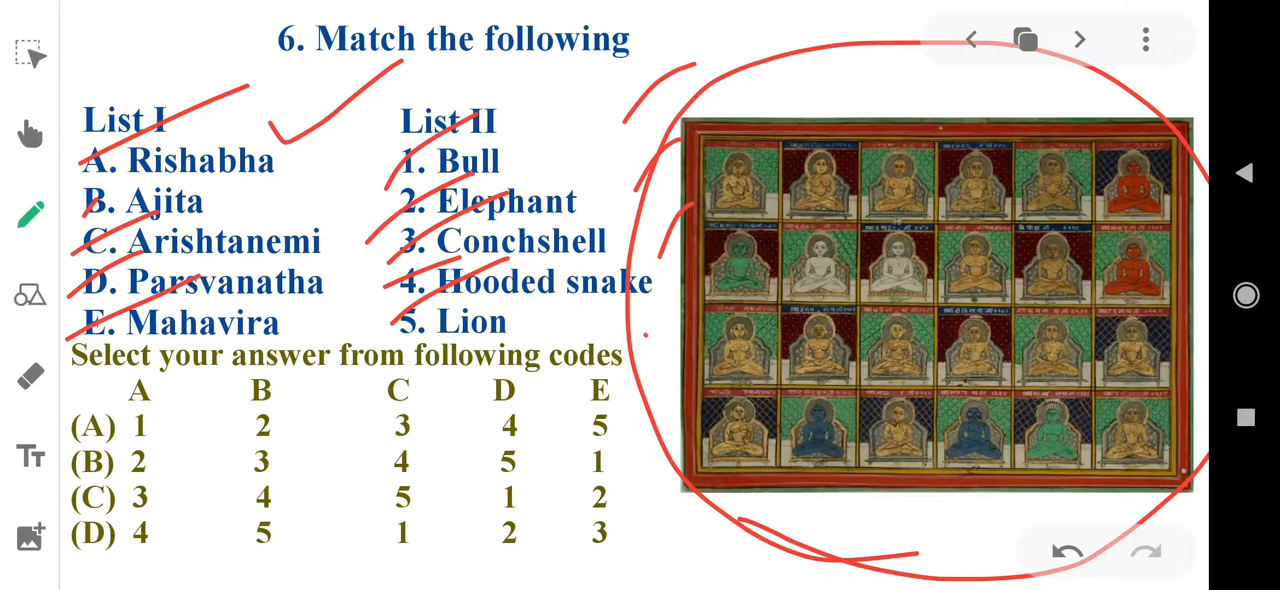 6. Match the following
List I List II
A. Rishabha 1. Bull
B. Ajita 2. Elephant
C. Arishtanemi 3. Conchshell
D. Parsvanatha 4. Hooded snake
E. Mahavira 5. Lion
Select your answer from following codes
A B C D E
(A) 1 2 3 4 5
(B) 2 3 4 5 1
(C) 3 4 5 1 2
(D) 4 5 1 2 3
TT